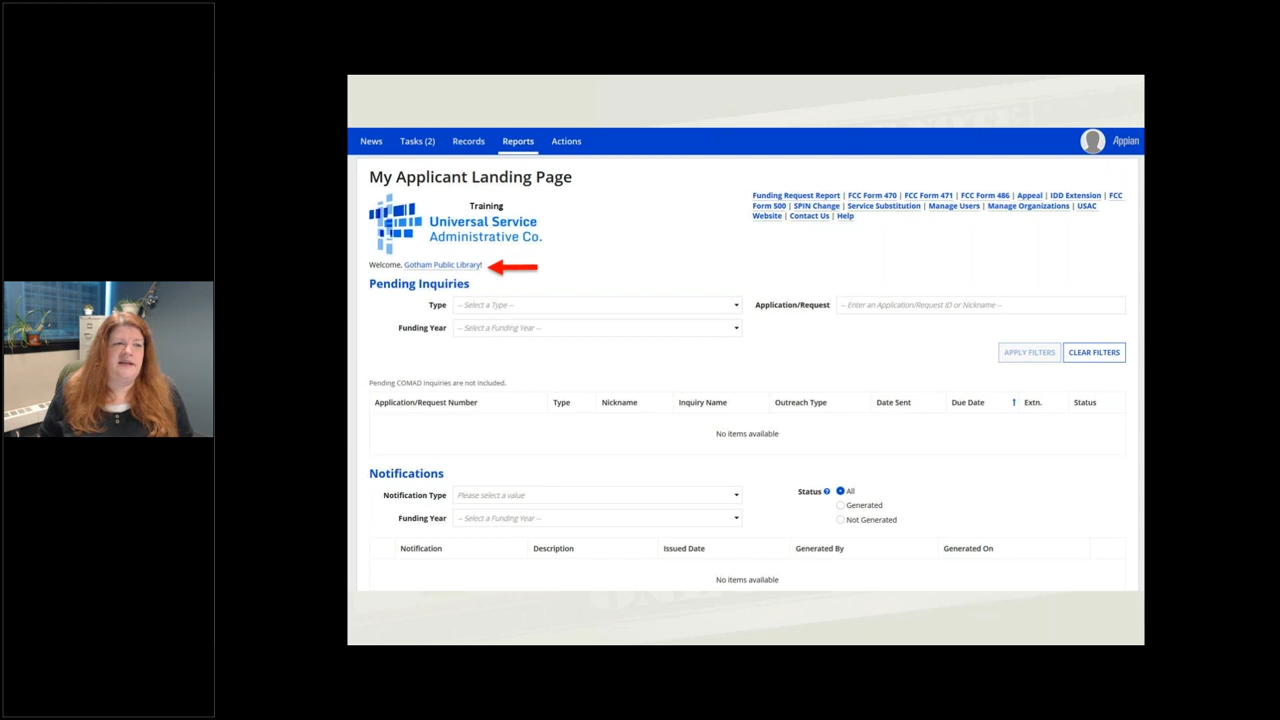 News Tasks (2) Records Reports Actions Appian
My Applicant Landing Page
Training
Universal Service
Administrative Co.
Funding Request Report | FCC Form 470 | FCC Form 471 | FCC Form 486 | Appeal | IDD Extension | FCC
Form 500 | SPIN Change | Service Substitution | Manage Users | Manage Organizations | USAC
Website | Contact Us | Help
Welcome, Gotham Public Library!
Pending Inquiries
Type -- Select a Type -- Application/Request -- Enter an Application/Request ID or Nickname --
Funding Year -- Select a Funding Year --
APPLY FILTERS CLEAR FILTERS
Pending COMAD Inquiries are not included.
Application/Request Number Type Nickname Inquiry Name Outreach Type Date Sent Due Date Extn. Status
No items available
Notifications
Notification Type Please select a value Status All
Generated
Funding Year -- Select a Funding Year -- Not Generated
Notification Description Issued Date Generated By Generated On
No items available